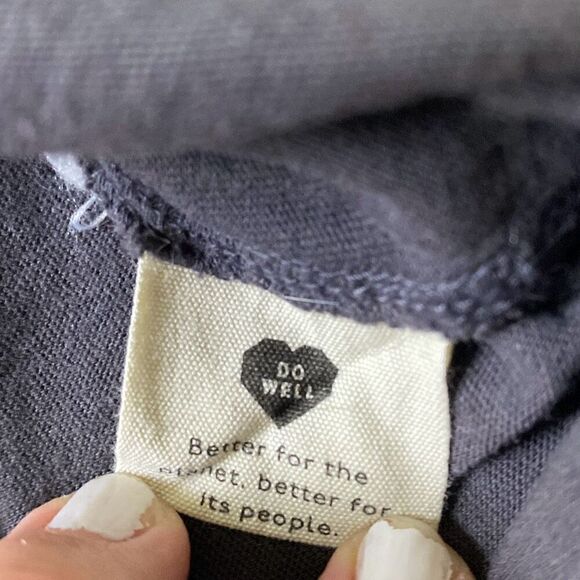 DO
WELL
Better for the
planet, better for
its people.